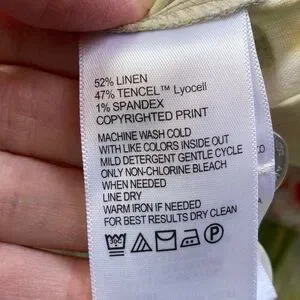 52% LINEN
47% TENCEL™ Lyocell
1% SPANDEX
COPYRIGHTED PRINT
MACHINE WASH COLD
WITH LIKE COLORS INSIDE OUT
MILD DETERGENT GENTLE CYCLE
ONLY NON-CHLORINE BLEACH
WHEN NEEDED
LINE DRY
WARM IRON IF NEEDED
FOR BEST RESULTS DRY CLEAN
P